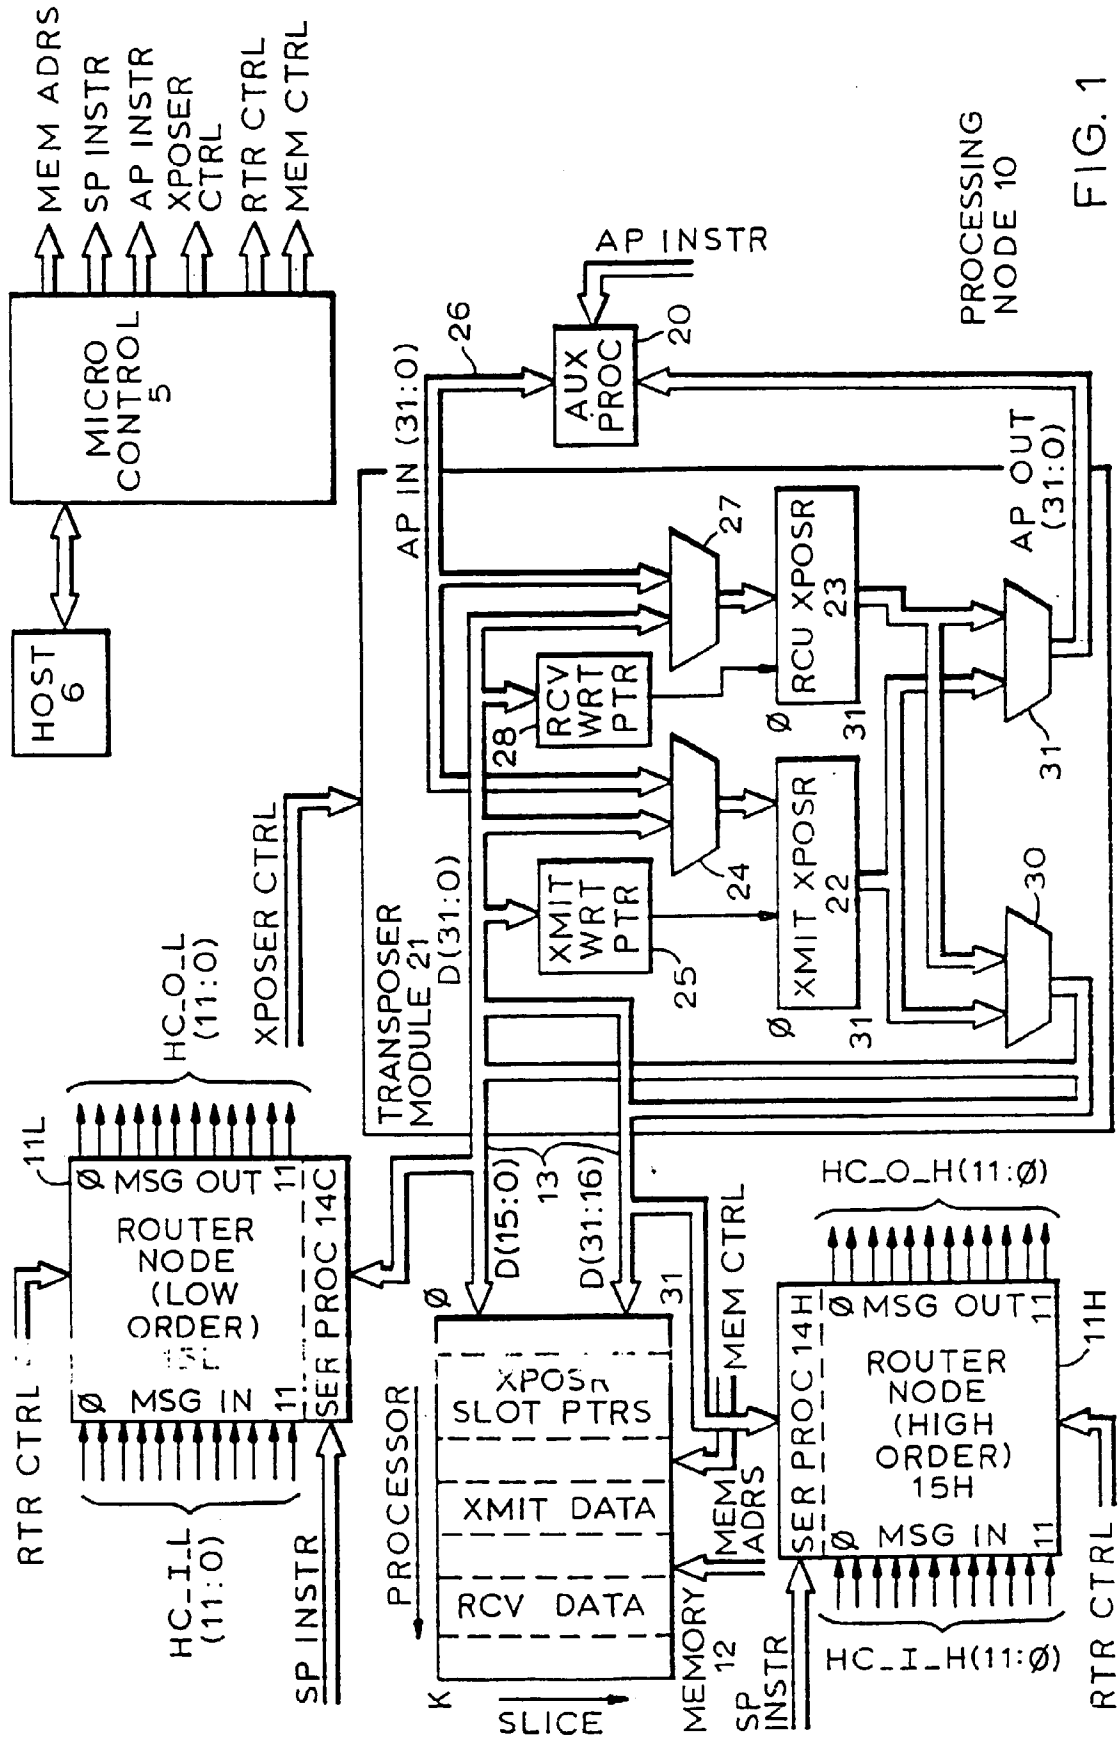 HOST
6
MICRO
CONTROL
5
MEM ADRS
SP INSTR
AP INSTR
XPOSER
CTRL
RTR CTRL
MEM CTRL
RTR CTRL
HC_I_L
(11:0)
Ø MSG IN 11
ROUTER
NODE
(LOW
ORDER)
Ø MSG OUT 11
SER PROC 14C
11L
HC_O_L
(11:0)
SP INSTR
XPOSER CTRL
TRANSPOSER
MODULE 21
D(31:0)
AP IN (31:0)
26
XMIT
WRT
PTR
25
24
RCV
WRT
PTR
28
27
AUX
PROC
20
AP INSTR
Ø
XMIT XPOSR
22
31
Ø
RCU XPOSR
23
31
30
31
AP OUT
(31:0)
PROCESSING
NODE 10
PROCESSOR
K
SLICE
RCV DATA
XMIT DATA
XPOSR
SLOT PTRS
Ø
31
D(15:0)
13
D(31:16)
MEMORY
12
MEM
ADRS
MEM CTRL
SP
INSTR
SER PROC 14H
Ø MSG IN 11
ROUTER
NODE
(HIGH
ORDER)
15H
Ø MSG OUT 11
11H
HC_I_H(11:Ø)
HC_O_H(11:Ø)
RTR CTRL
FIG. 1